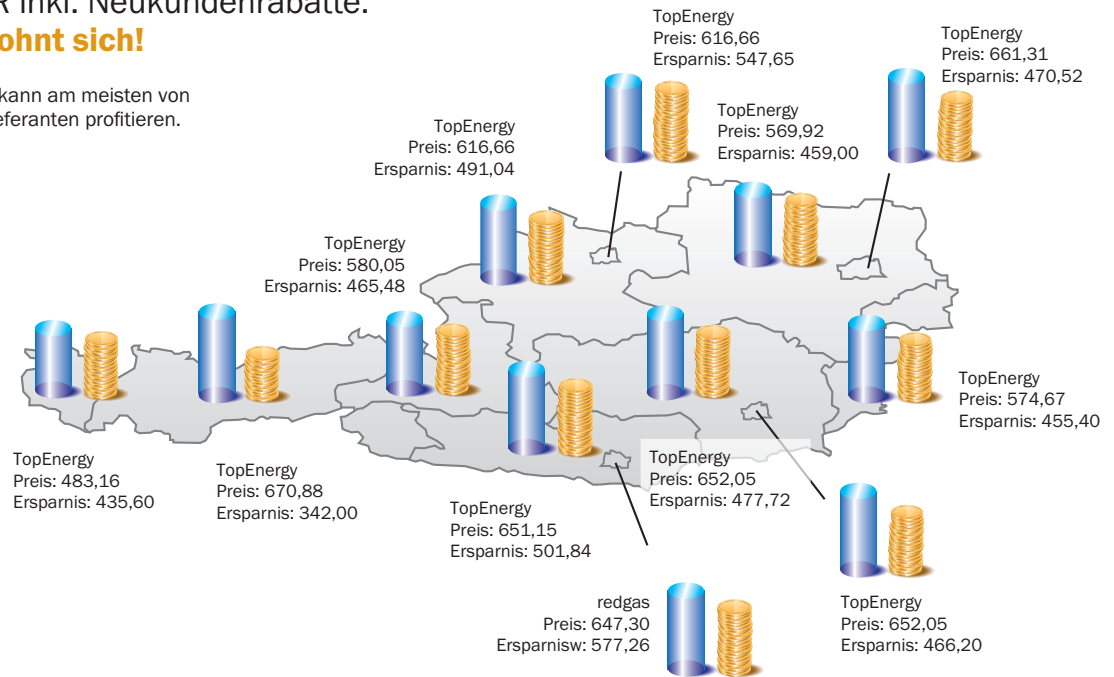 R inkl. Neukundenrabatte.
ohnt sich!
kann am meisten von
eferanten profitieren.
TopEnergy
Preis: 616,66
Ersparnis: 547,65
TopEnergy
Preis: 661,31
Ersparnis: 470,52
TopEnergy
Preis: 569,92
Ersparnis: 459,00
TopEnergy
Preis: 616,66
Ersparnis: 491,04
TopEnergy
Preis: 580,05
Ersparnis: 465,48
TopEnergy
Preis: 574,67
Ersparnis: 455,40
TopEnergy
Preis: 483,16
Ersparnis: 435,60
TopEnergy
Preis: 670,88
Ersparnis: 342,00
TopEnergy
Preis: 651,15
Ersparnis: 501,84
TopEnergy
Preis: 652,05
Ersparnis: 477,72
redgas
Preis: 647,30
Ersparnisw: 577,26
TopEnergy
Preis: 652,05
Ersparnis: 466,20